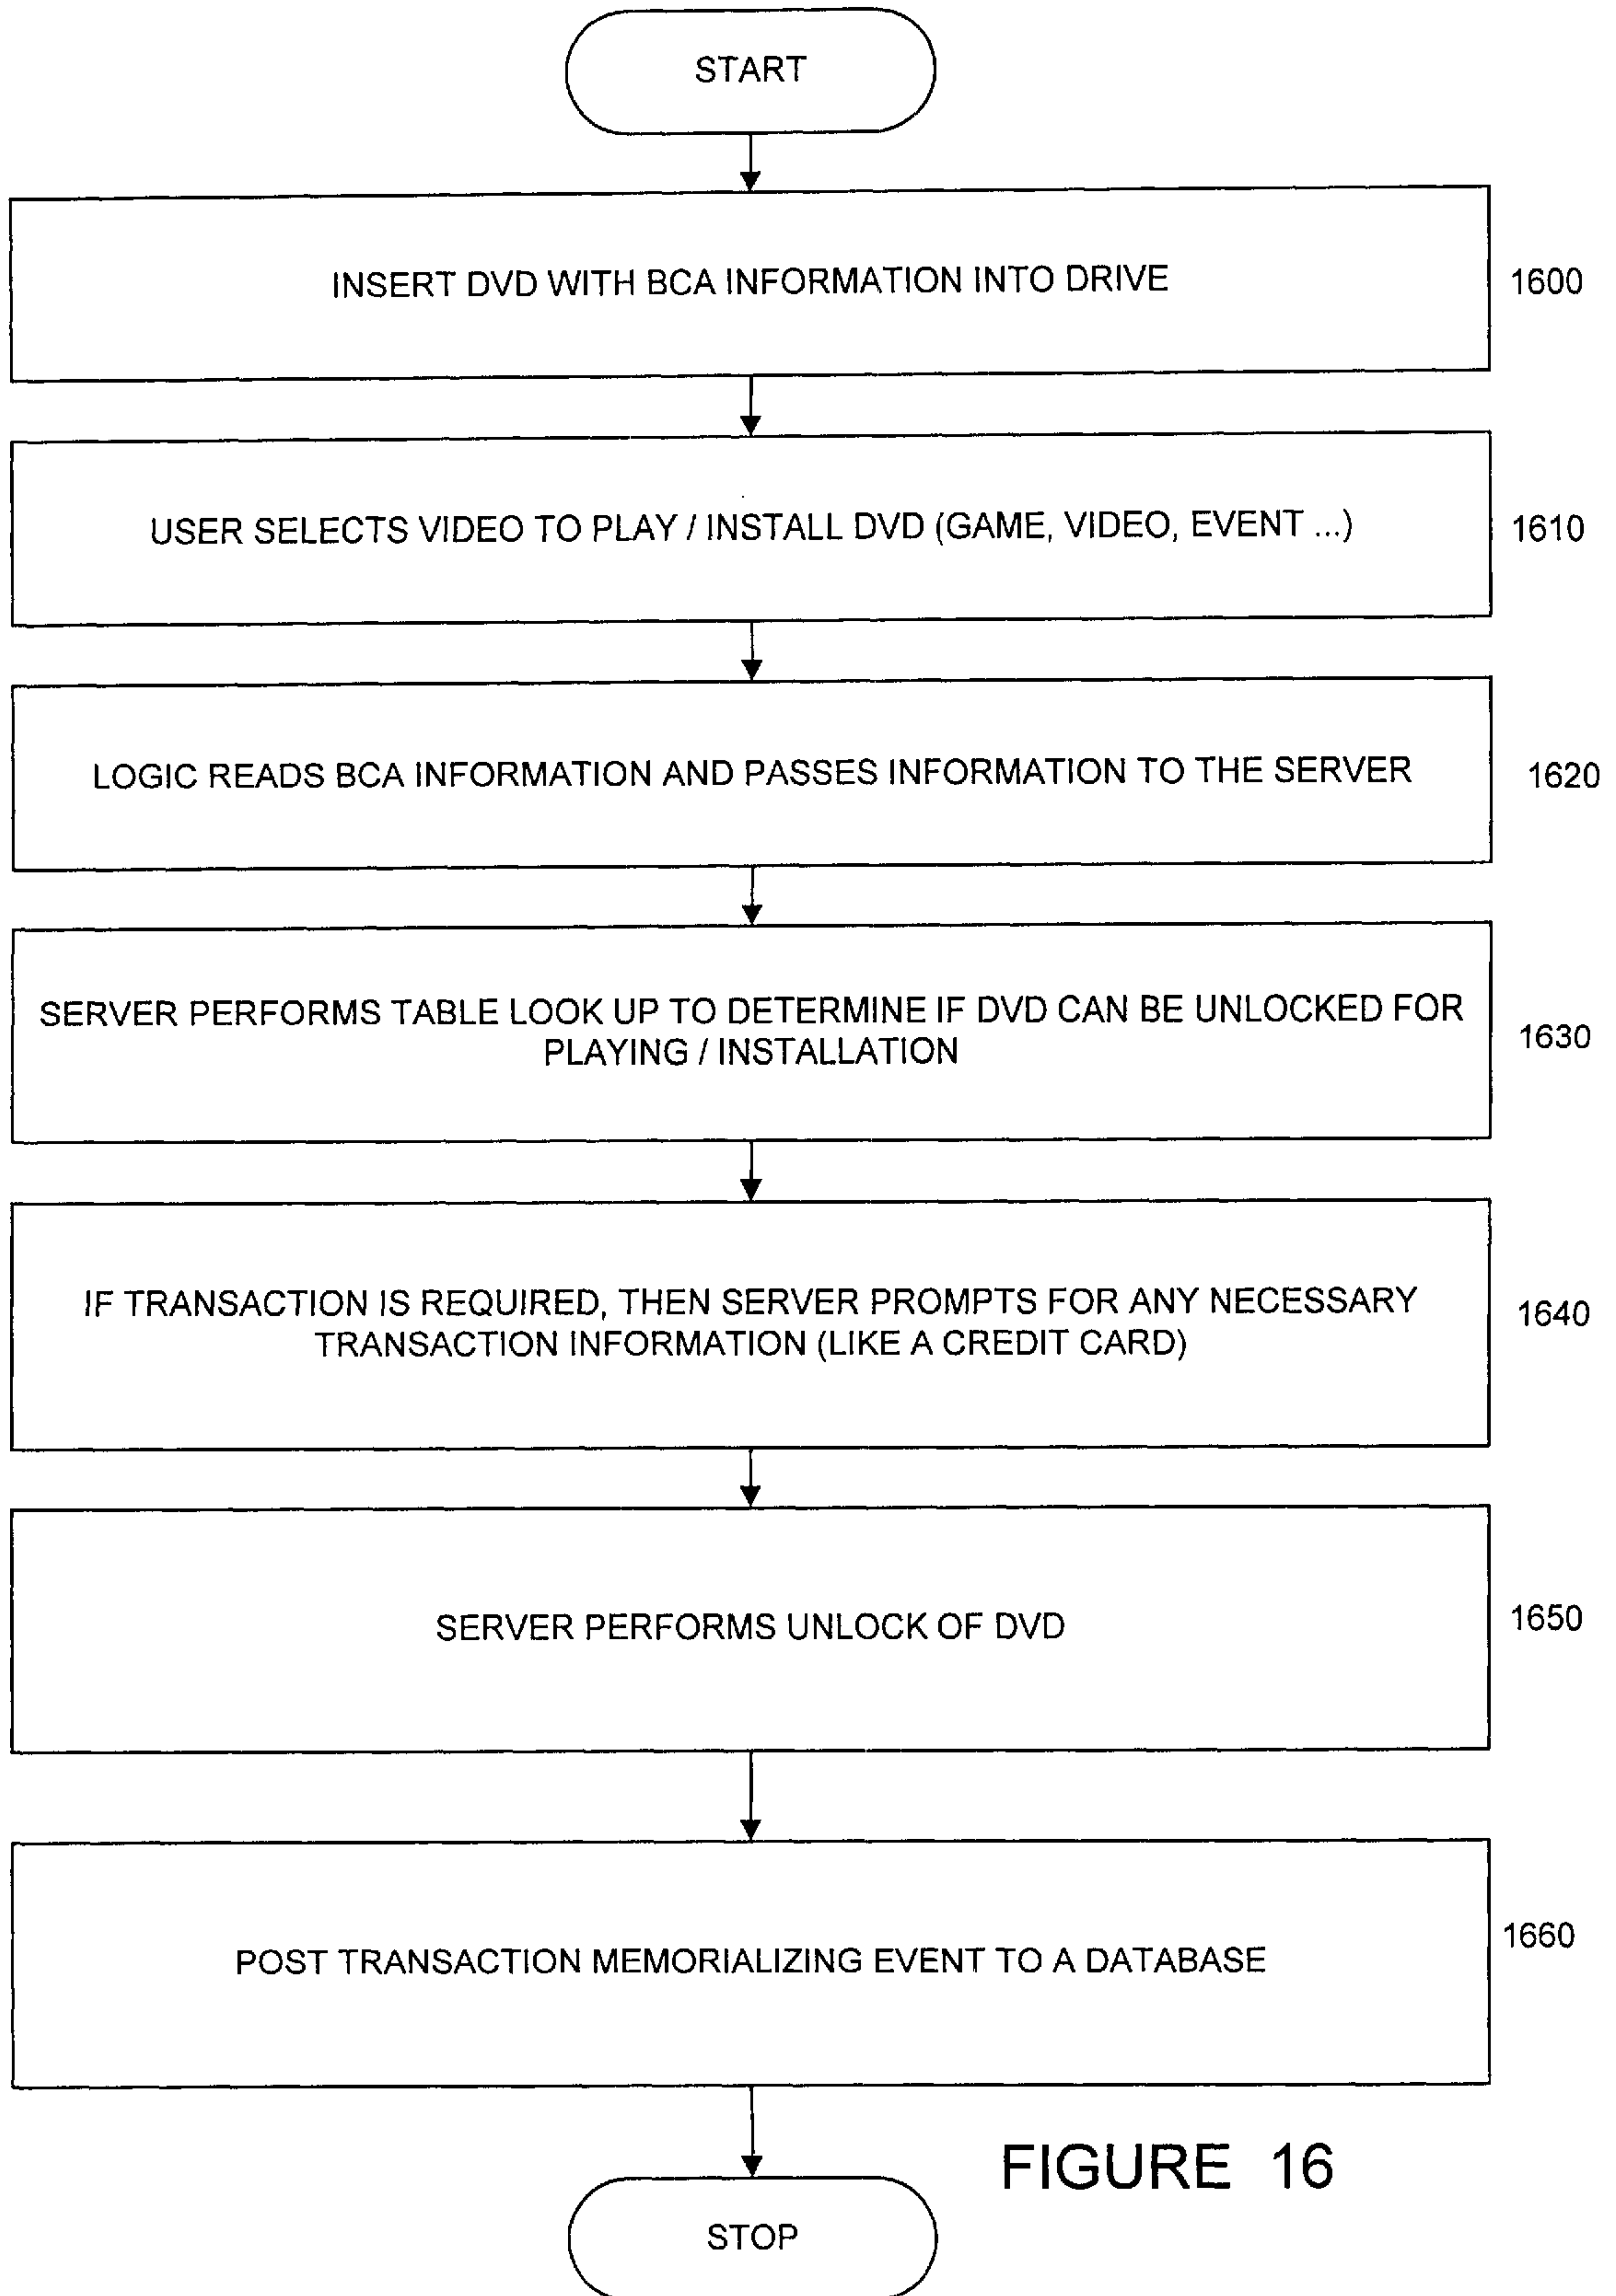 START
INSERT DVD WITH BCA INFORMATION INTO DRIVE
1600
USER SELECTS VIDEO TO PLAY / INSTALL DVD (GAME, VIDEO, EVENT ...)
1610
LOGIC READS BCA INFORMATION AND PASSES INFORMATION TO THE SERVER
1620
SERVER PERFORMS TABLE LOOK UP TO DETERMINE IF DVD CAN BE UNLOCKED FOR
PLAYING / INSTALLATION
1630
IF TRANSACTION IS REQUIRED, THEN SERVER PROMPTS FOR ANY NECESSARY
TRANSACTION INFORMATION (LIKE A CREDIT CARD)
1640
SERVER PERFORMS UNLOCK OF DVD
1650
POST TRANSACTION MEMORIALIZING EVENT TO A DATABASE
1660
FIGURE 16
STOP